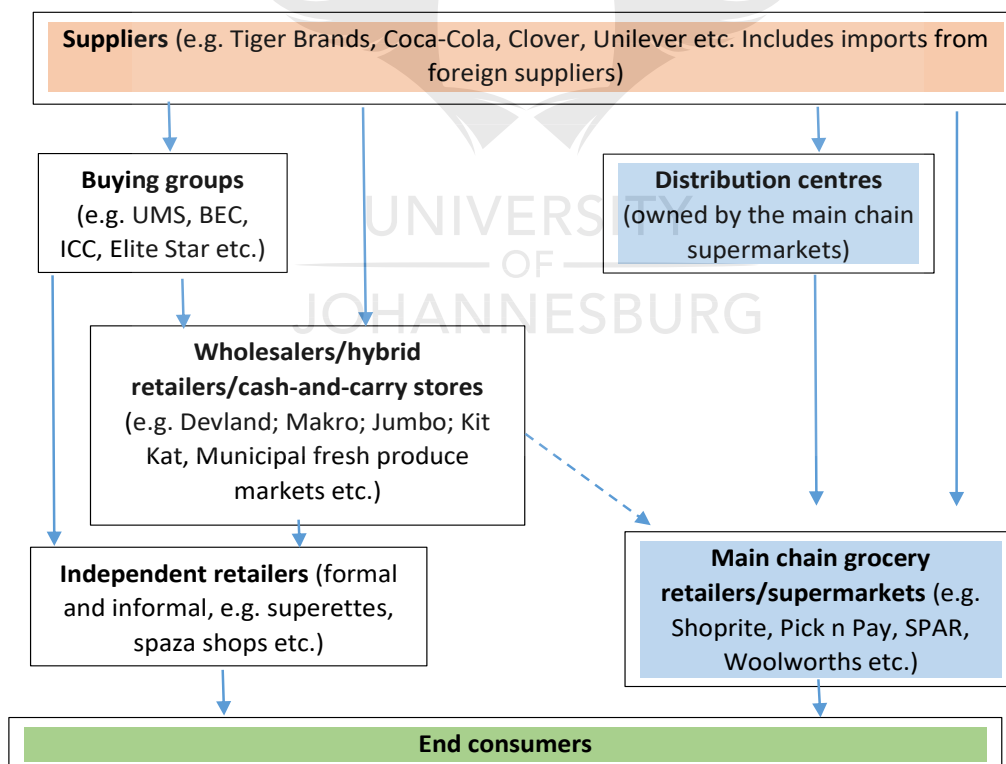 Suppliers (e.g. Tiger Brands, Coca-Cola, Clover, Unilever etc. Includes imports from
foreign suppliers)
Buying groups
(e.g. UMS, BEC,
ICC, Elite Star etc.)
Distribution centres
(owned by the main chain
supermarkets)
UNIVERSITY
OF
JOHANNESBURG
Wholesalers/hybrid
retailers/cash-and-carry stores
(e.g. Devland; Makro; Jumbo; Kit
Kat, Municipal fresh produce
markets etc.)
Independent retailers (formal
and informal, e.g. superettes,
spaza shops etc.)
Main chain grocery
retailers/supermarkets (e.g.
Shoprite, Pick n Pay, SPAR,
Woolworths etc.)
End consumers